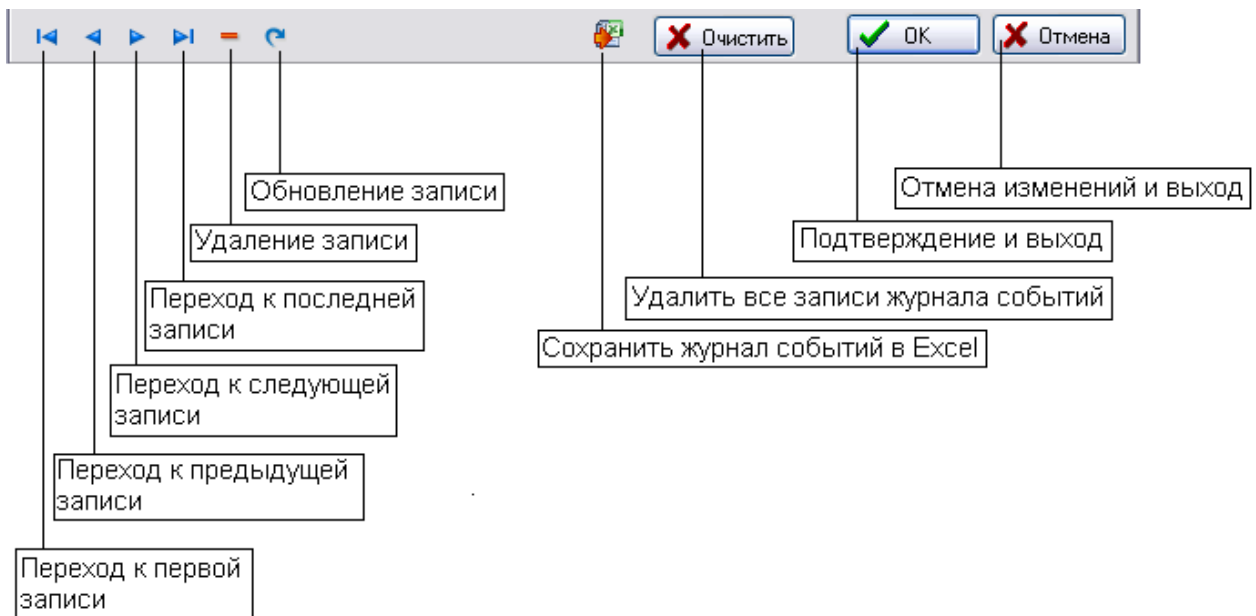 Очистить
OK
Отмена
Обновление записи
Отмена изменений и выход
Удаление записи
Подтверждение и выход
Переход к последней
записи
Удалить все записи журнала событий
Сохранить журнал событий в Excel
Переход к следующей
записи
Переход к предыдущей
записи
Переход к первой
записи